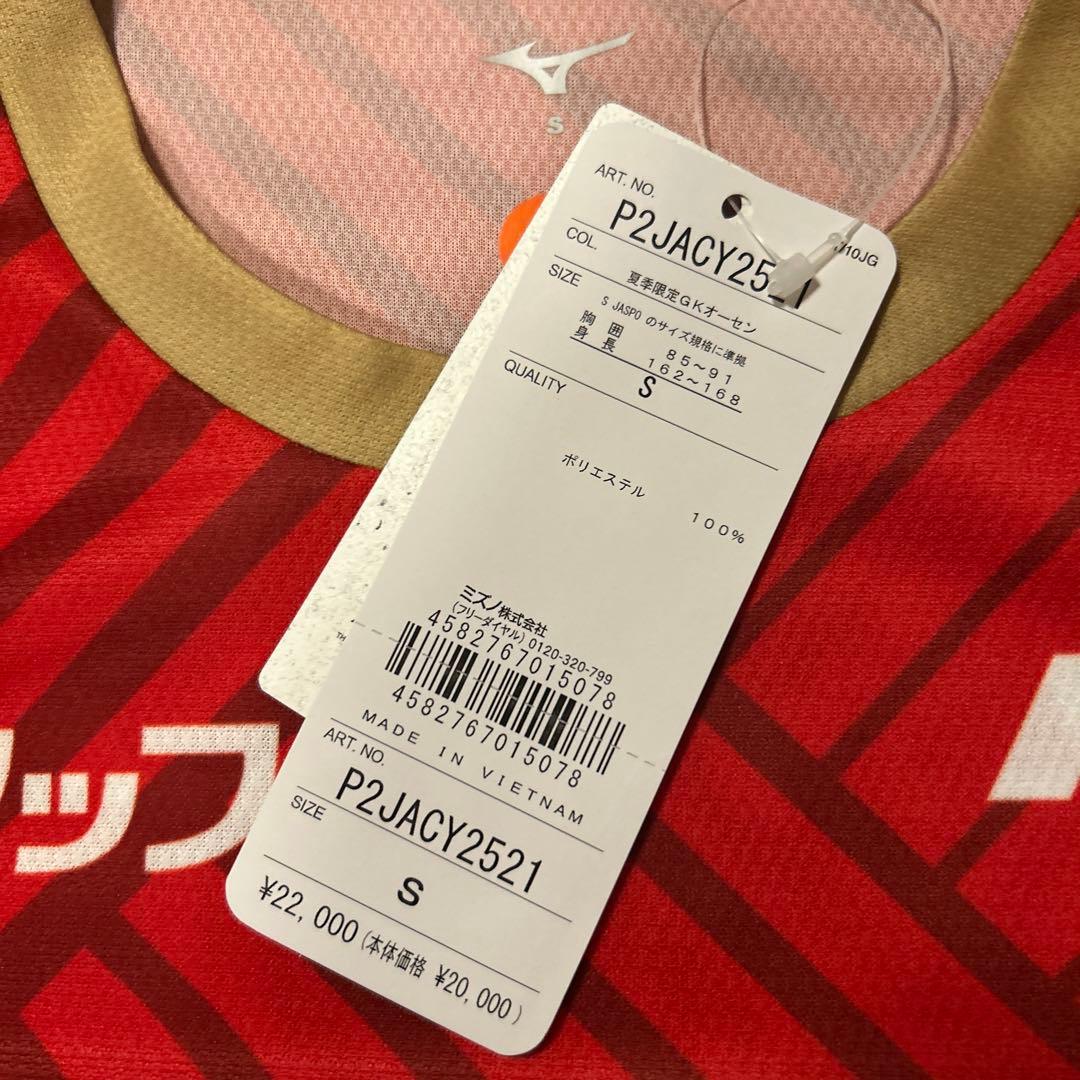 S
ART. NO.
/10JG
P2JACY2521
COL.
夏季限定GKオーセン
SIZE
S JASPO のサイズ規格に準拠
胸囲 85~91
身長 162~168
S
QUALITY
ポリエステル
100%
ミズノ株式会社
(フリーダイヤル) 0120-320-799
4582767015078
4582767015078
MADE IN VIETNAM
ART. NO.
P2JACY2521
SIZE
S
¥22,000 (本体価格 ¥20,000)
TM
ップ